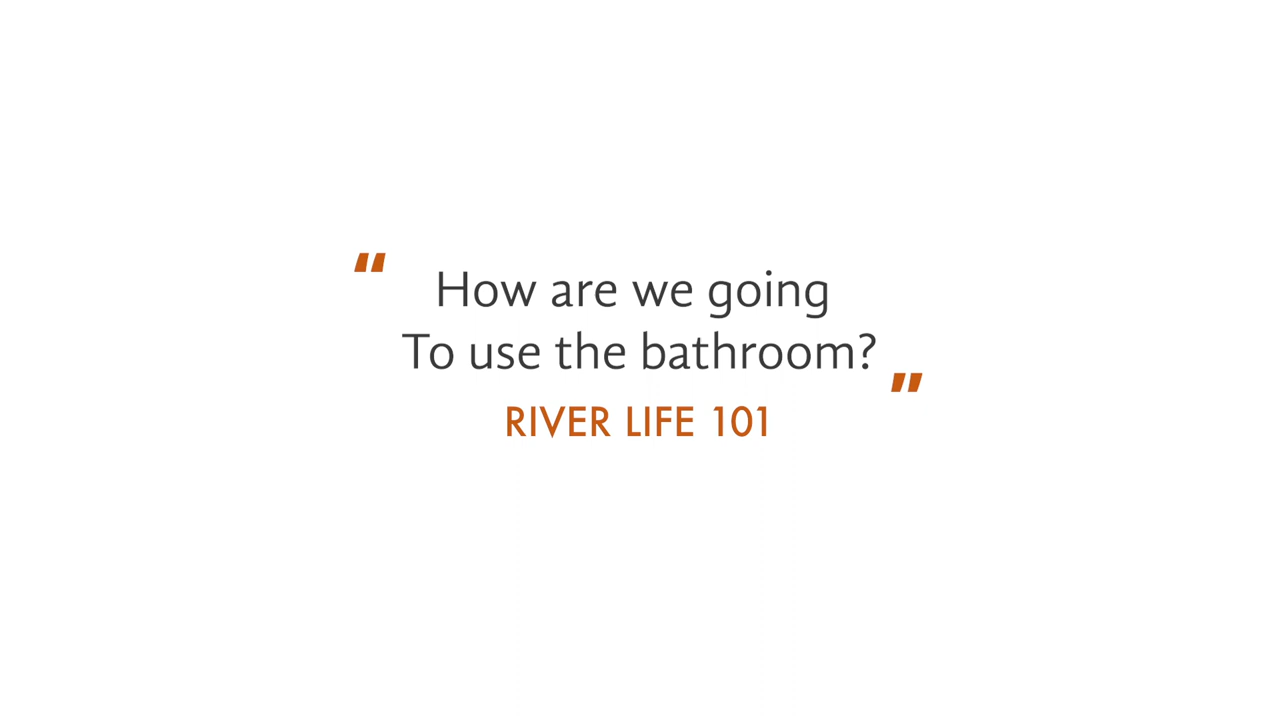 “ How are we going
To use the bathroom? ”
RIVER LIFE 101